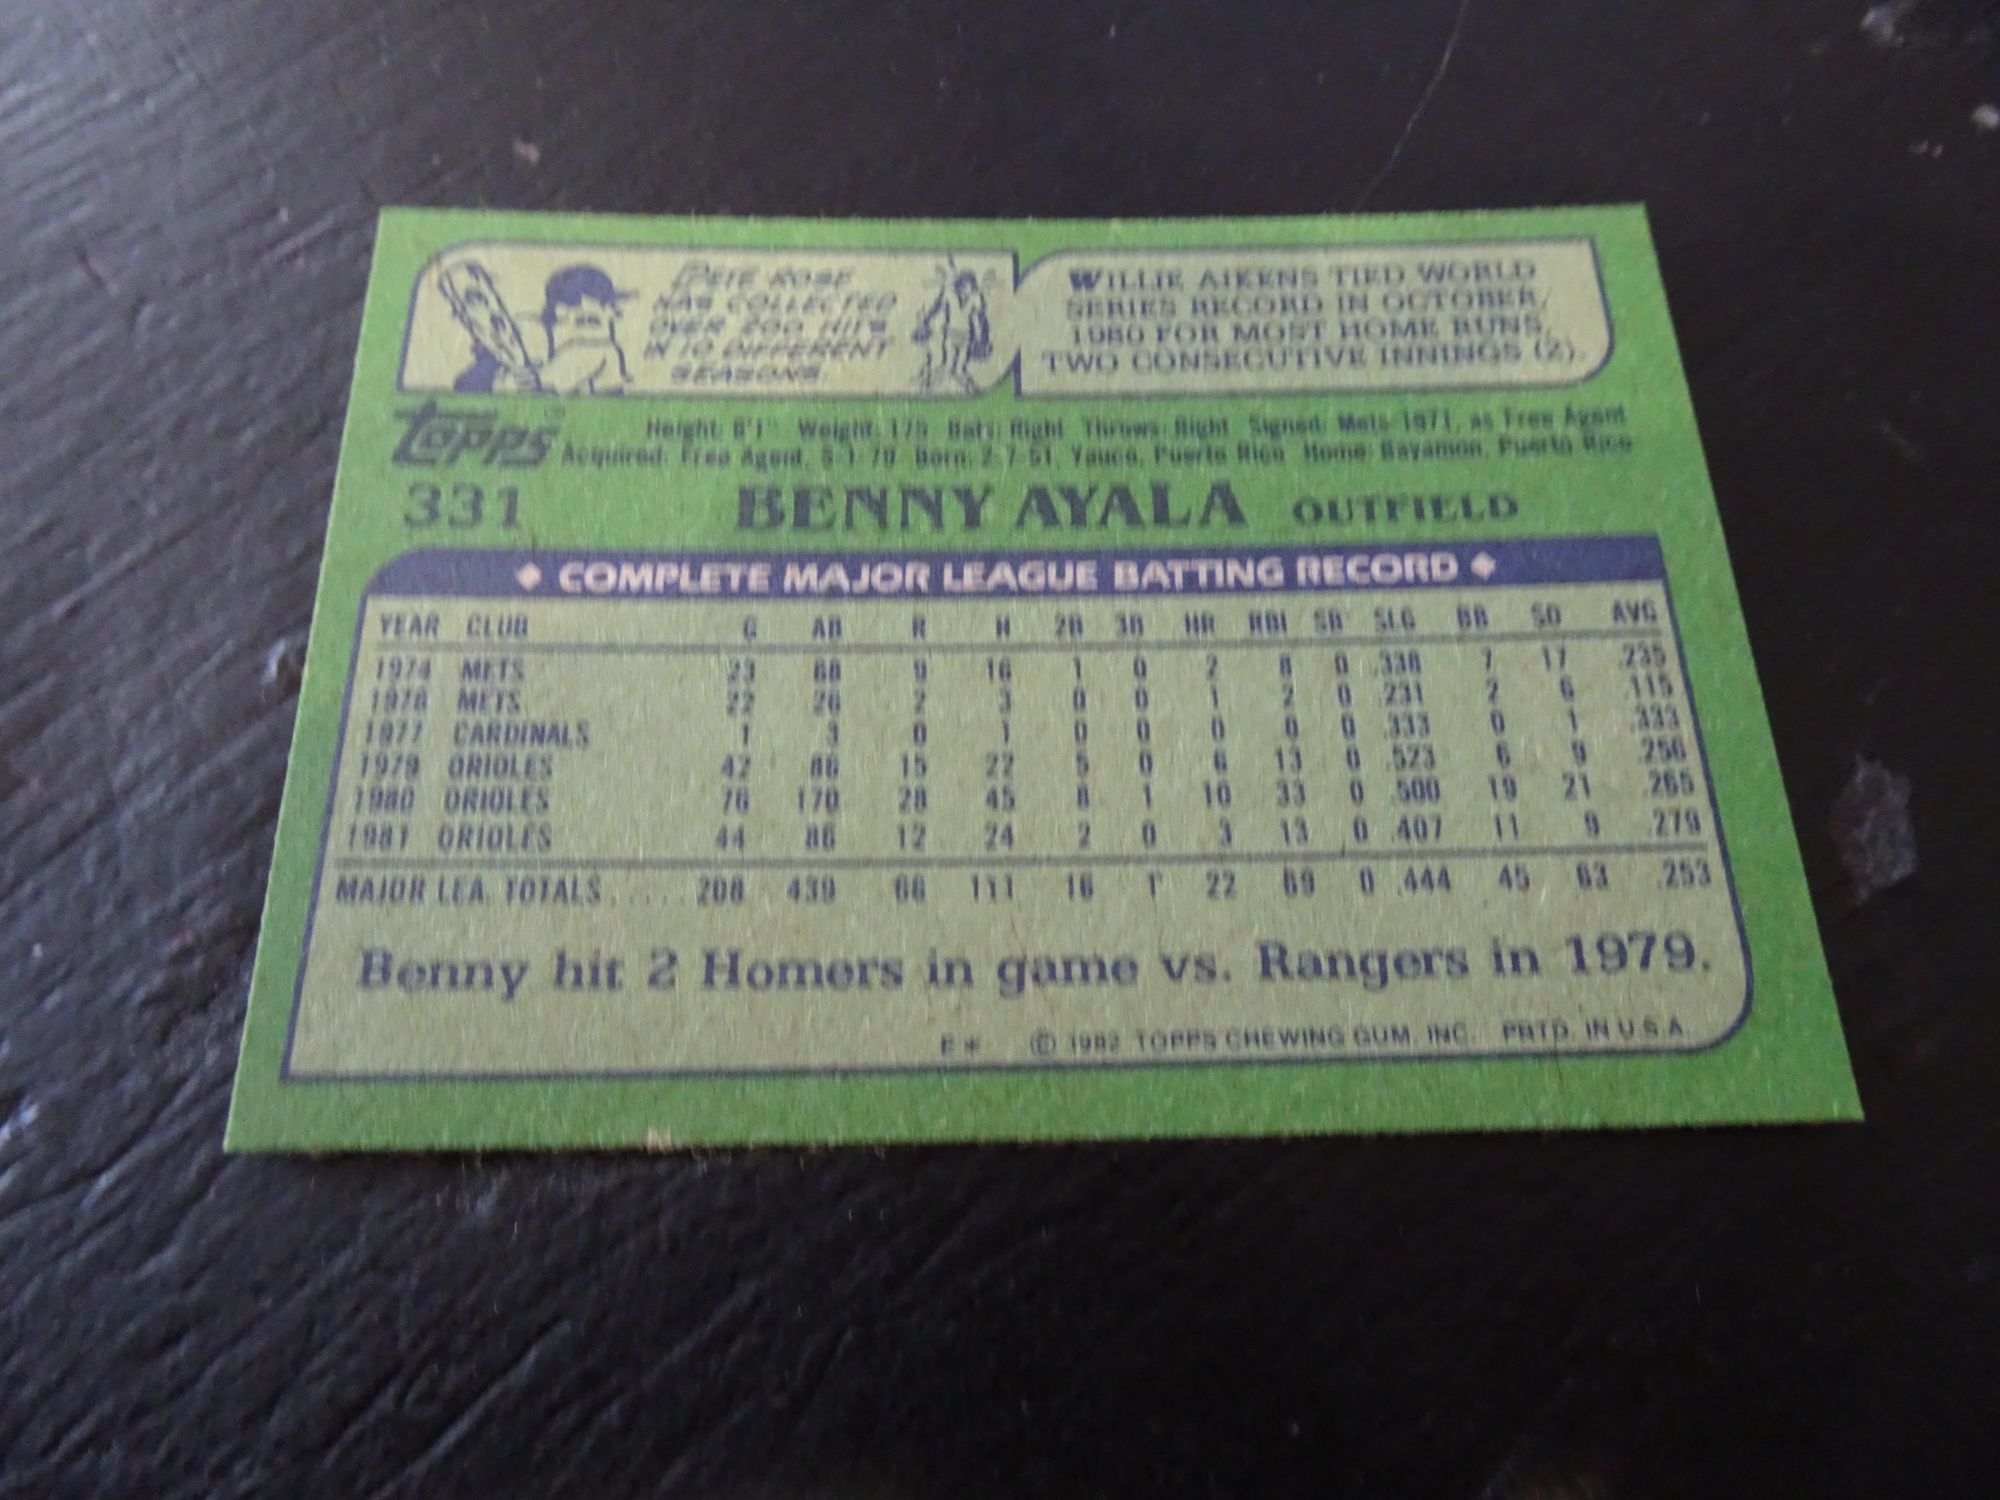 PETE ROSE
HAS COLLECTED
OVER 200 HITS
IN 10 DIFFERENT
SEASONS.
WILLIE AIKENS TIED WORLD
SERIES RECORD IN OCTOBER,
1980 FOR MOST HOME RUNS,
TWO CONSECUTIVE INNINGS (2).
Topps
Height: 6'1" Weight: 175 Bats: Right Throws: Right Signed: Mets 1971, as Free Agent
Acquired: Free Agent, 5-1-78 Born: 2-7-51, Yauco, Puerto Rico Home: Bayamon, Puerto Rico
331 BENNY AYALA OUTFIELD
COMPLETE MAJOR LEAGUE BATTING RECORD
YEAR CLUB G AB R H 2B 3B HR RBI SB SLG BB SO AVG
1974 METS 23 68 9 16 1 0 2 8 0 .338 7 17 .235
1976 METS 22 26 2 3 0 0 1 2 0 .231 2 6 .115
1977 CARDINALS 1 3 0 1 0 0 0 0 0 .333 0 1 .333
1979 ORIOLES 42 86 15 22 5 0 6 13 0 .523 6 9 .256
1980 ORIOLES 76 170 28 45 8 1 10 33 0 .500 19 21 .265
1981 ORIOLES 44 86 12 24 2 0 3 13 0 .407 11 9 .279
MAJOR LEA. TOTALS..... 208 439 66 111 16 1 22 69 0 .444 45 63 .253
Benny hit 2 Homers in game vs. Rangers in 1979.
E* © 1982 TOPPS CHEWING GUM, INC. PRTD. IN U.S.A.